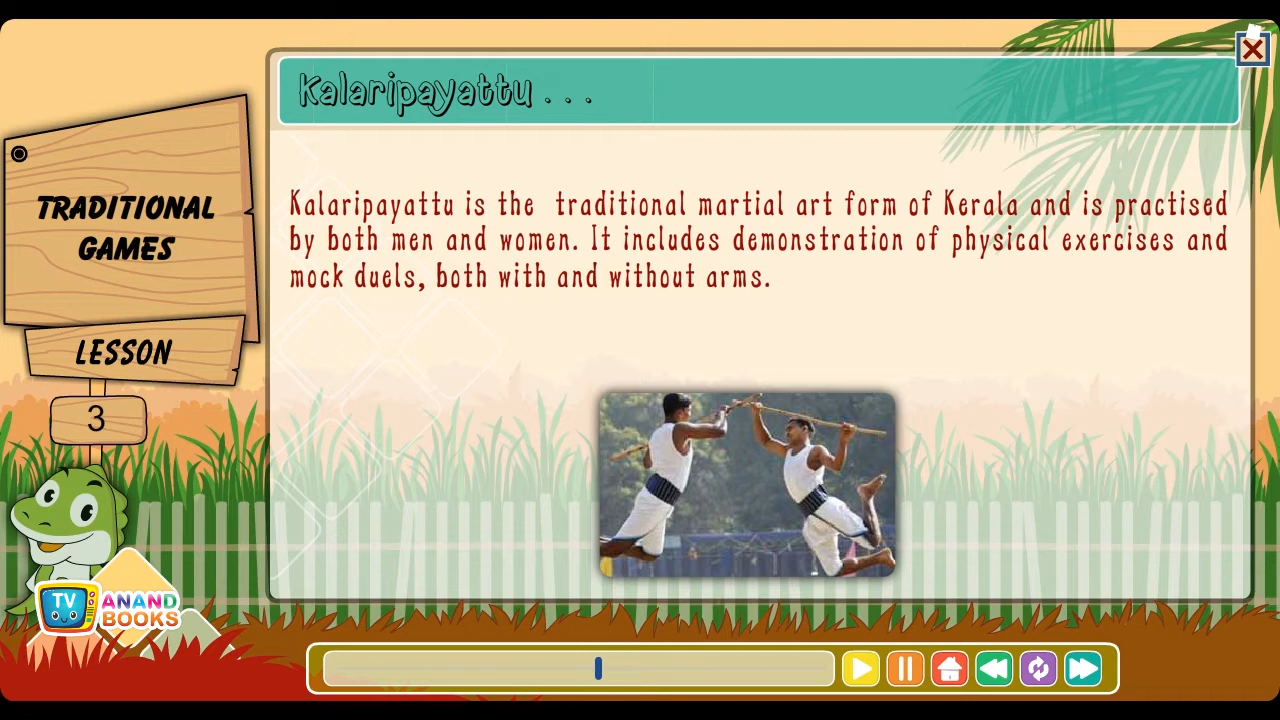 Kalaripayattu . . .
TRADITIONAL
GAMES
LESSON
3
Kalaripayattu is the traditional martial art form of Kerala and is practised
by both men and women. It includes demonstration of physical exercises and
mock duels, both with and without arms.
TV
ANAND
BOOKS